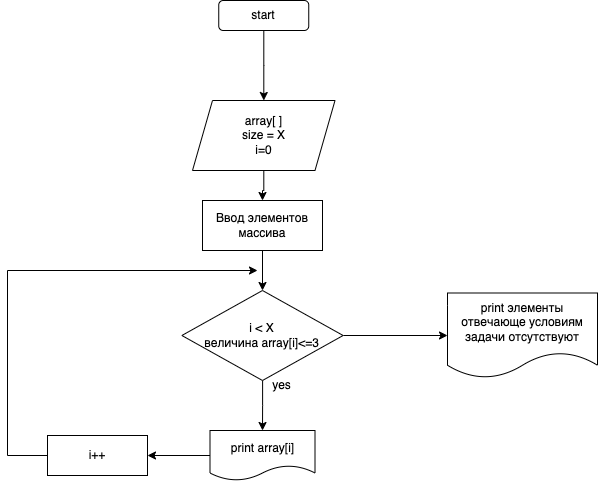 start
array[ ]
size = X
i=0
Ввод элементов
массива
i < X
величина array[i]<=3
print элементы
отвечающе условиям
задачи отсутствуют
yes
print array[i]
i++